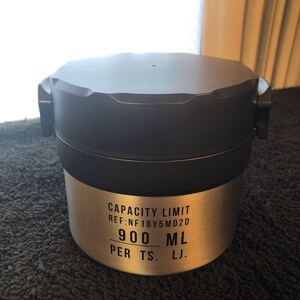 CAPACITY LIMIT
REF:NF18Y5M02D
900 ML
PER TS. LJ.